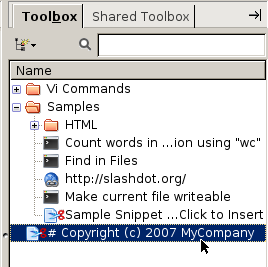 Toolbox Shared Toolbox
Name
Vi Commands
Samples
HTML
Count words in ...ion using "wc"
Find in Files
http://slashdot.org/
Make current file writeable
Sample Snippet ...Click to Insert
# Copyright (c) 2007 MyCompany